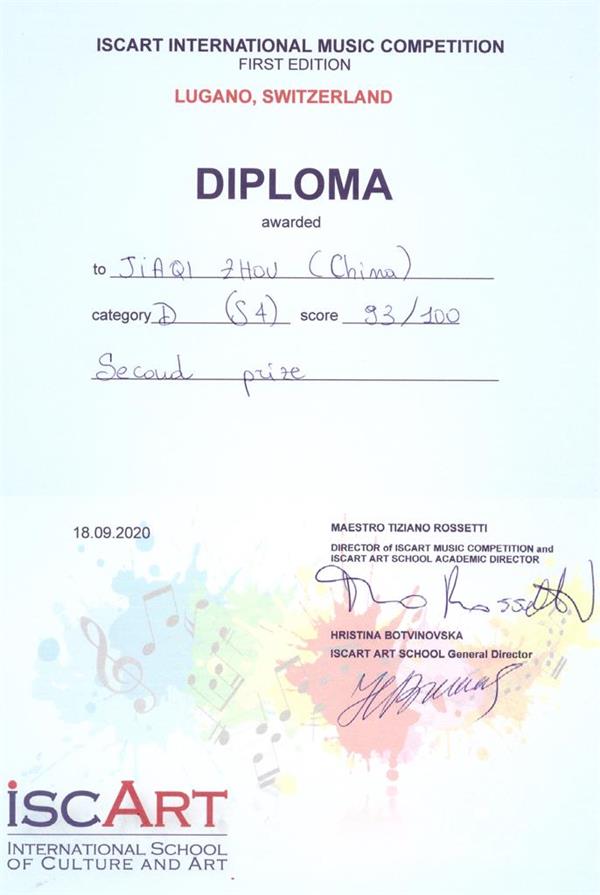 ISCART INTERNATIONAL MUSIC COMPETITION
FIRST EDITION
LUGANO, SWITZERLAND
DIPLOMA
awarded
to JiAQI ZHOU (China)
category D (S4) score 93/100
Second prize
18.09.2020
MAESTRO TIZIANO ROSSETTI
DIRECTOR of ISCART MUSIC COMPETITION and
ISCART ART SCHOOL ACADEMIC DIRECTOR
Rossetti
HRISTINA BOTVINOVSKA
ISCART ART SCHOOL General Director
iSCART
INTERNATIONAL SCHOOL
OF CULTURE AND ART